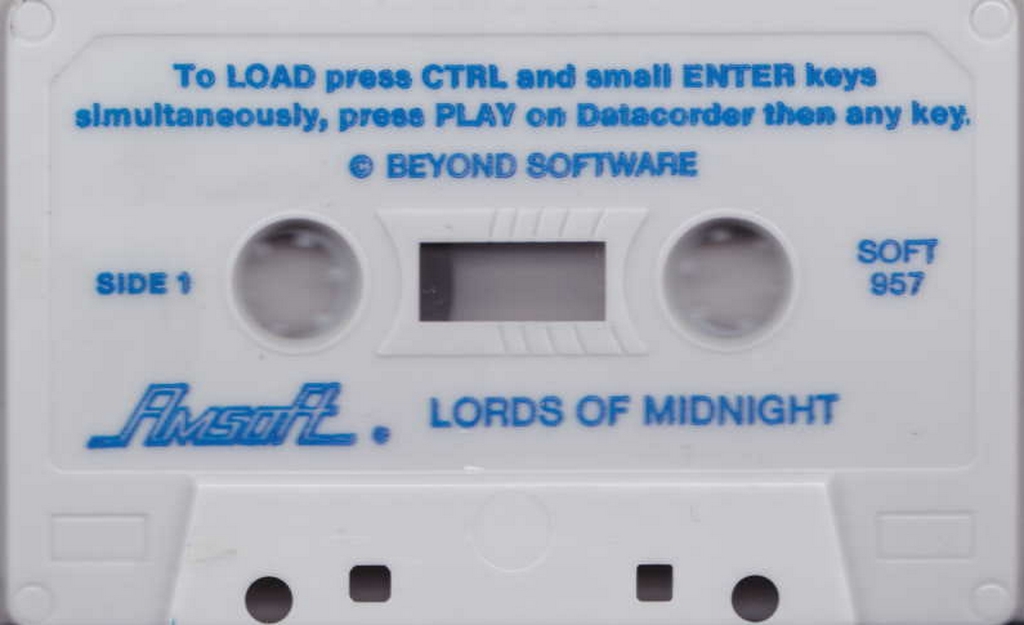 To LOAD press CTRL and small ENTER keys
simultaneously, press PLAY on Datacorder then any key.
© BEYOND SOFTWARE
SIDE 1
SOFT
957
Amsoft
LORDS OF MIDNIGHT